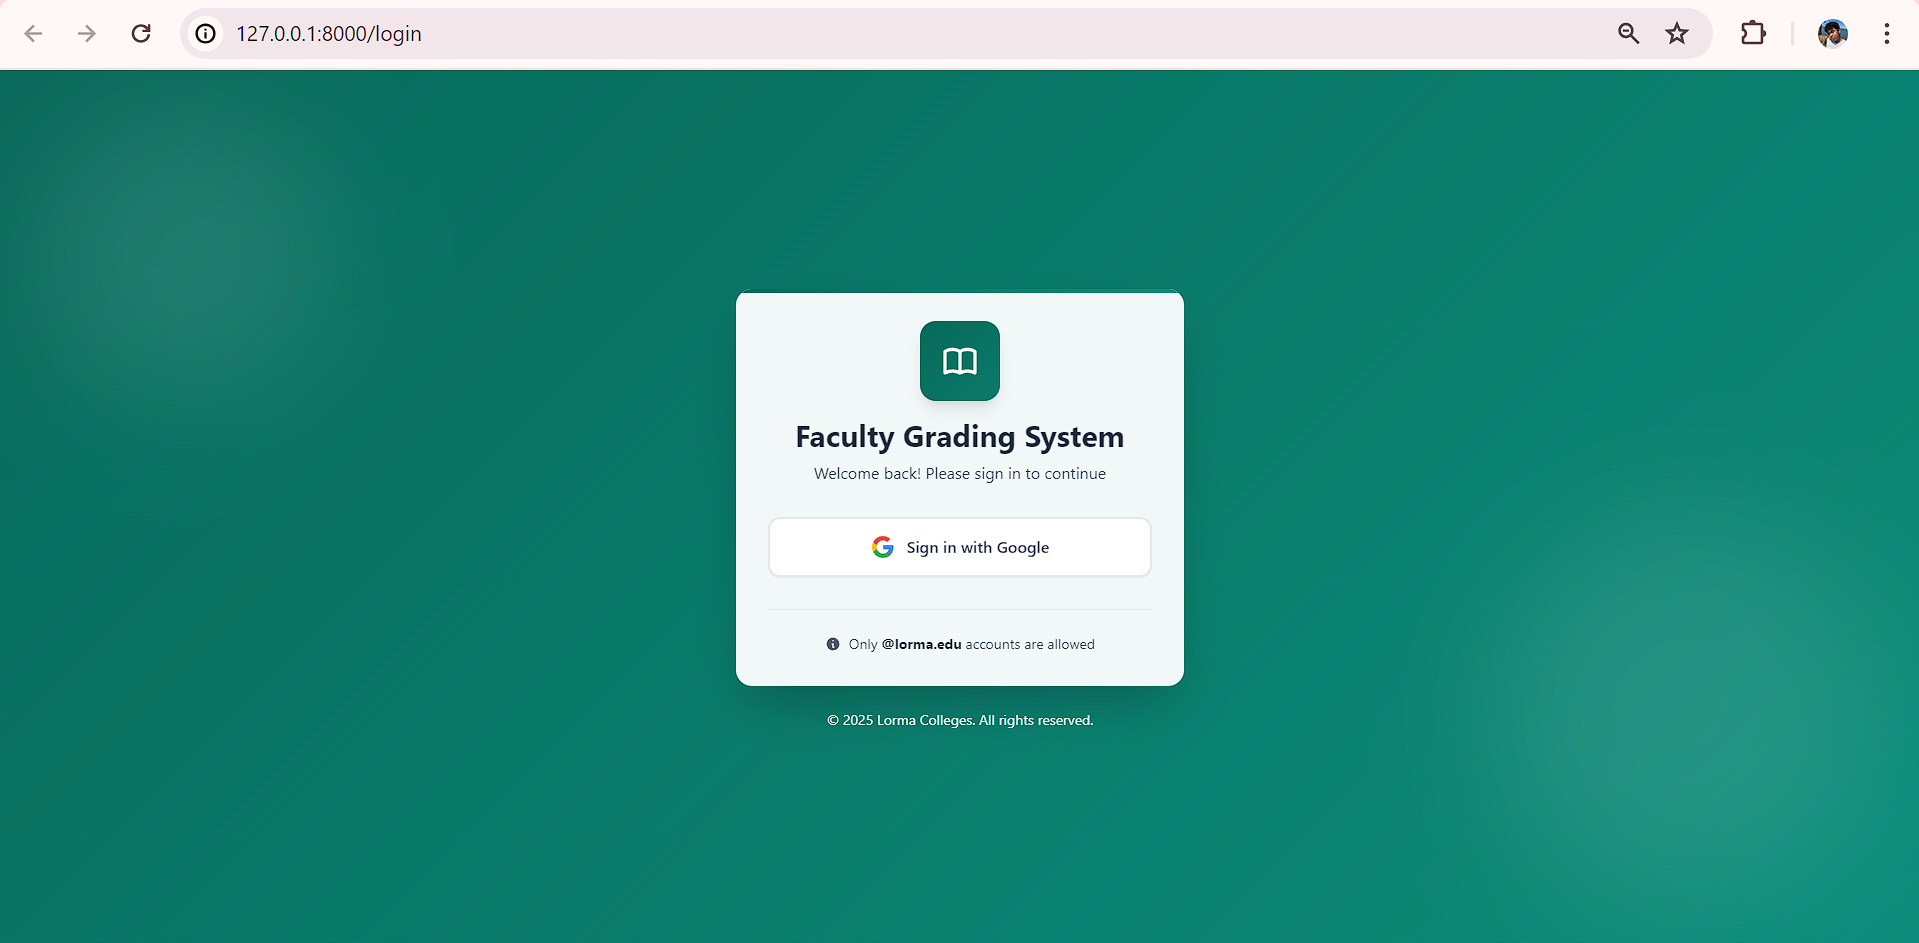 127.0.0.1:8000/login
Faculty Grading System
Welcome back! Please sign in to continue
Sign in with Google
Only @lorma.edu accounts are allowed
© 2025 Lorma Colleges. All rights reserved.